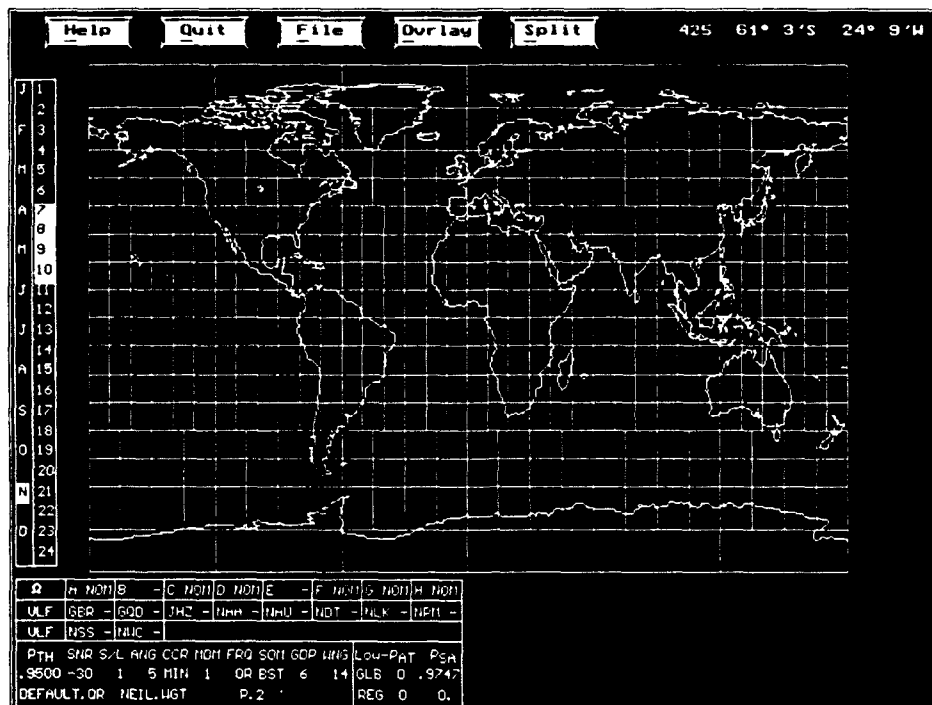 Help Quit File Ovrlay Split 425 61° 3'S 24° 9'W
J 1
2
F 3
4
M 5
6
A 7
8
M 9
10
J 11
12
J 13
14
A 15
16
S 17
18
O 19
20
N 21
22
D 23
24
Ω A NOM B - C NOM D NOM E - F NOM G NOM H NOM
VLF GBR - GQD - JHZ - NAA - NAU - NDT - NLK - NPM -
VLF NSS - NWC -
PTH SNR S/L ANG CCR MDM FRQ SOM GDP WNG Low-PAT PSA
.9500 -30 1 5 MIN 1 OR BST 6 14 GLB 0 .9747
DEFAULT.QR NEIL.WGT P.2 REG 0 0.